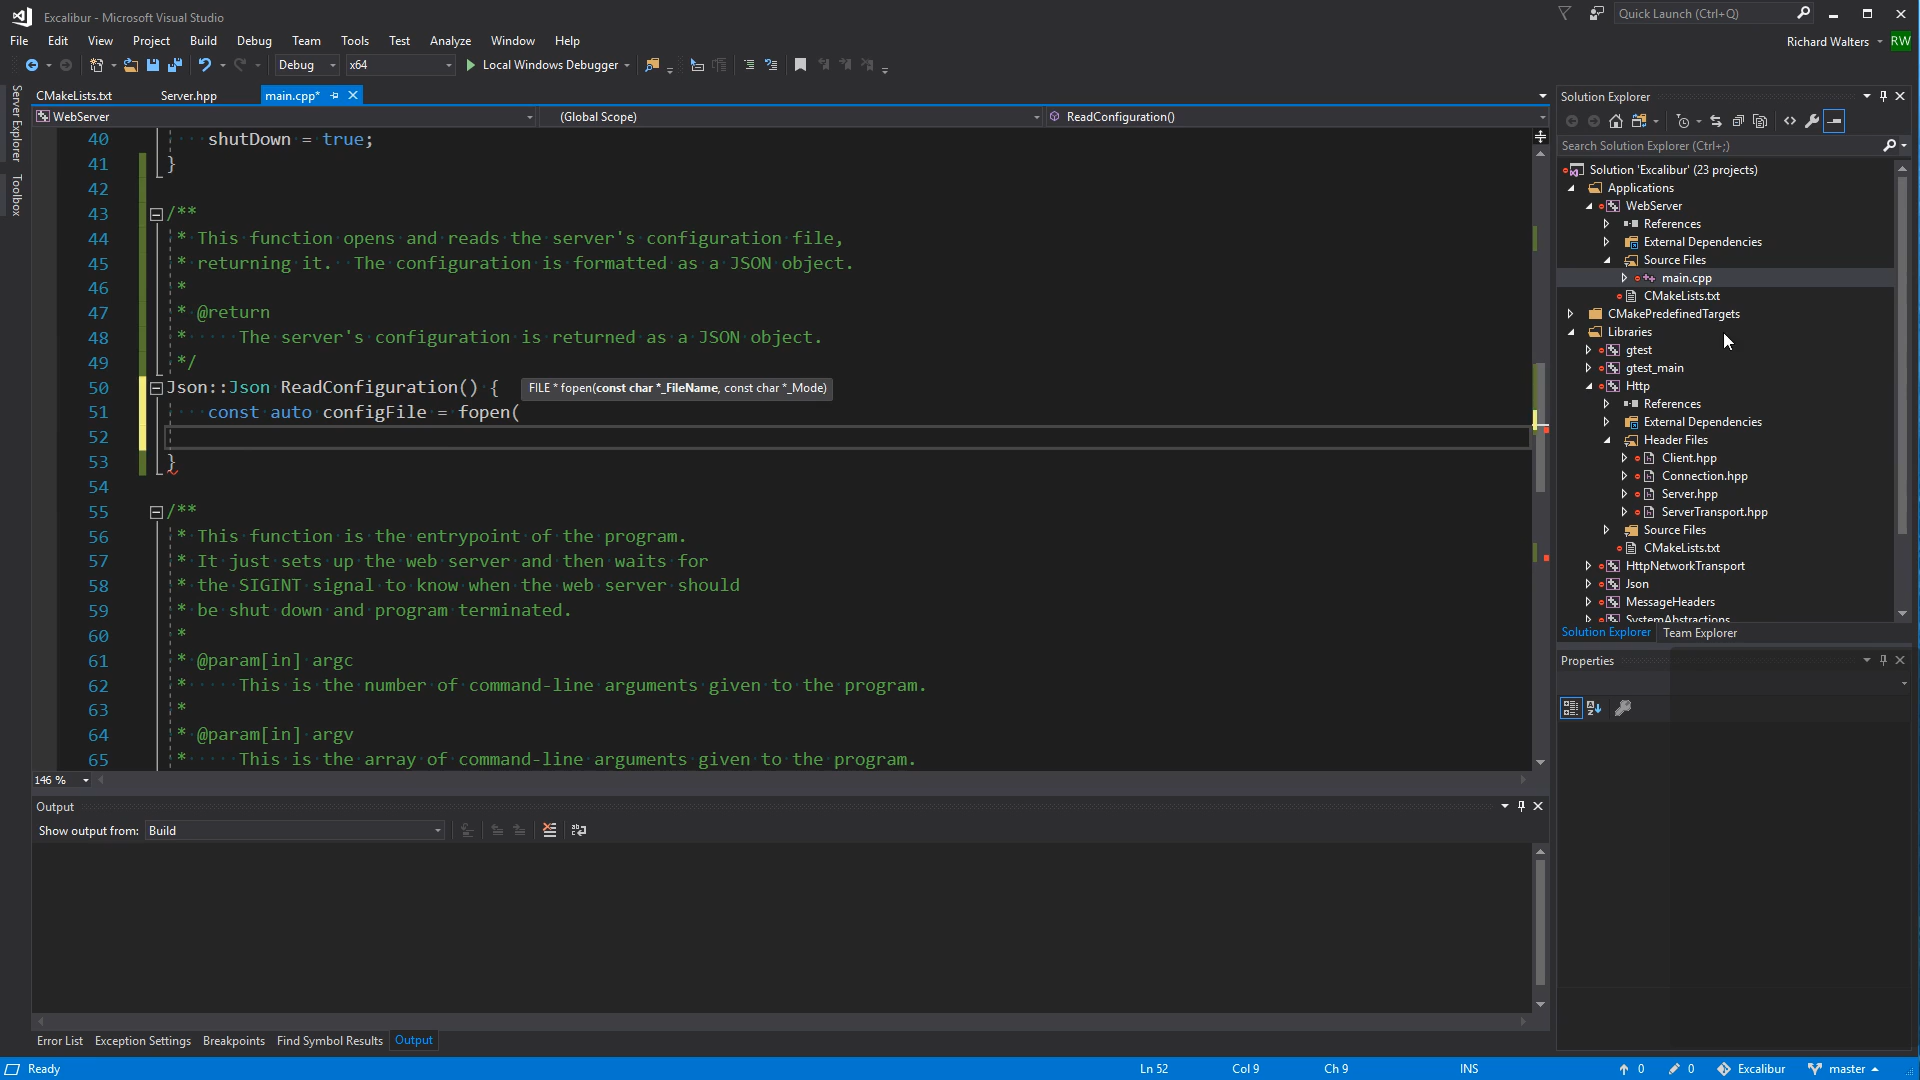 Excalibur - Microsoft Visual Studio
Quick Launch (Ctrl+Q)
File Edit View Project Build Debug Team Tools Test Analyze Window Help
Richard Walters RW
Debug x64 Local Windows Debugger
Server Explorer
Toolbox
CMakeLists.txt Server.hpp main.cpp*
WebServer (Global Scope) ReadConfiguration()
40 shutDown = true;
41 }
42
43 /**
44 * This function opens and reads the server's configuration file,
45 * returning it.  The configuration is formatted as a JSON object.
46 *
47 * @return
48 *     The server's configuration is returned as a JSON object.
49 */
50 Json::Json ReadConfiguration() {
FILE * fopen(const char *_FileName, const char *_Mode)
51 const auto configFile = fopen(
52
53 }
54
55 /**
56 * This function is the entrypoint of the program.
57 * It just sets up the web server and then waits for
58 * the SIGINT signal to know when the web server should
59 * be shut down and program terminated.
60 *
61 * @param[in] argc
62 *     This is the number of command-line arguments given to the program.
63 *
64 * @param[in] argv
65 *     This is the array of command-line arguments given to the program.
146 %
Output
Show output from: Build
Error List Exception Settings Breakpoints Find Symbol Results Output
Solution Explorer
Search Solution Explorer (Ctrl+;)
Solution 'Excalibur' (23 projects)
Applications
WebServer
References
External Dependencies
Source Files
main.cpp
CMakeLists.txt
CMakePredefinedTargets
Libraries
gtest
gtest_main
Http
References
External Dependencies
Header Files
Client.hpp
Connection.hpp
Server.hpp
ServerTransport.hpp
Source Files
CMakeLists.txt
HttpNetworkTransport
Json
MessageHeaders
SystemAbstractions
Solution Explorer Team Explorer
Properties
Ready Ln 52 Col 9 Ch 9 INS 0 0 Excalibur master